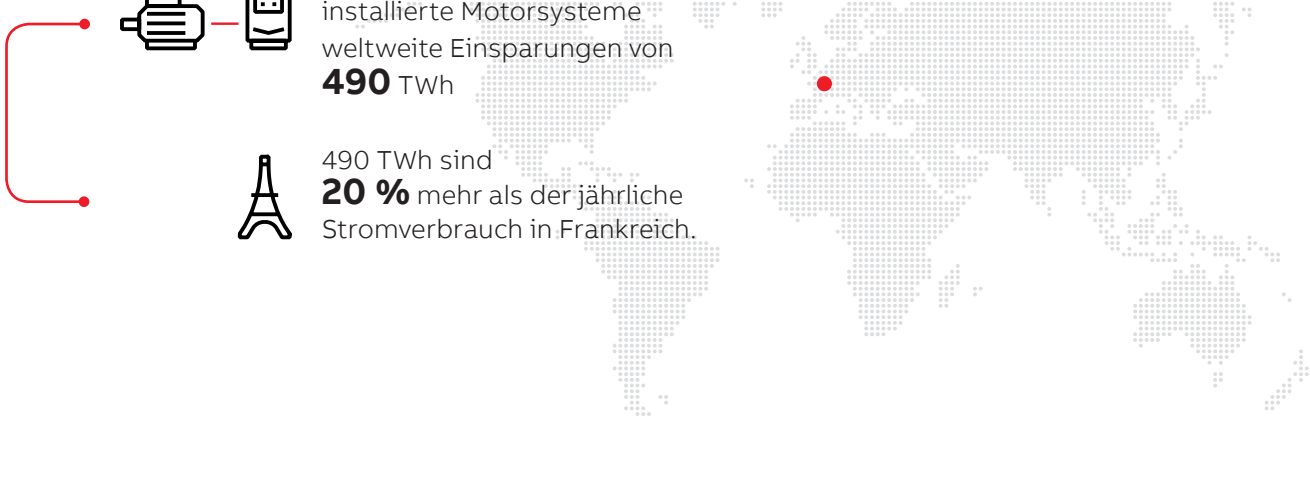 installierte Motorsysteme
weltweite Einsparungen von
490 TWh
490 TWh sind
20 % mehr als der jährliche
Stromverbrauch in Frankreich.